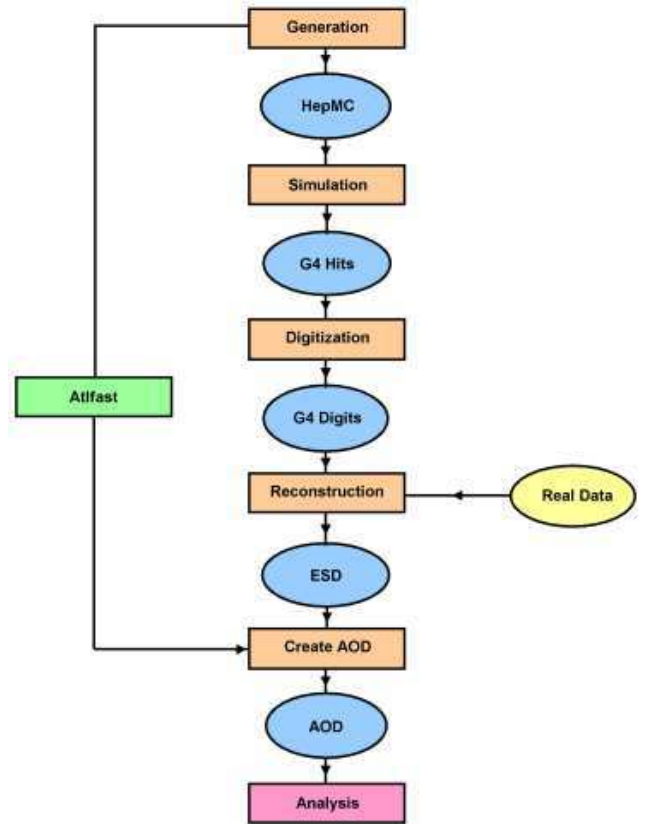 Generation
HepMC
Simulation
G4 Hits
Digitization
Atlfast
G4 Digits
Reconstruction
Real Data
ESD
Create AOD
AOD
Analysis